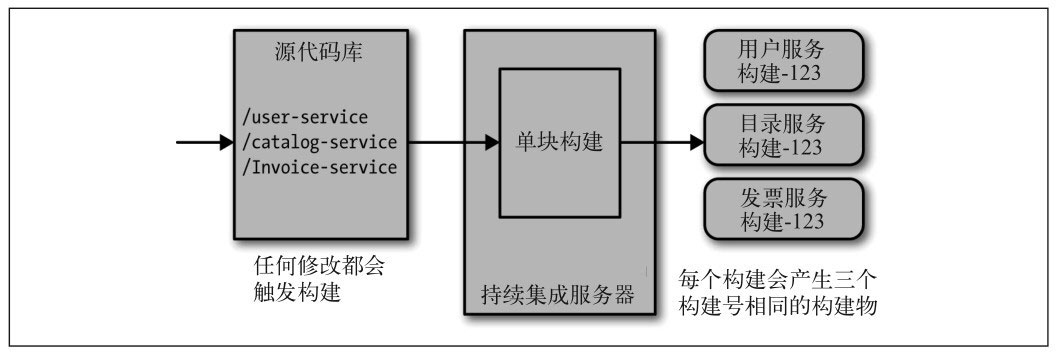 源代码库
/user-service
/catalog-service
/Invoice-service
任何修改都会
触发构建
单块构建
持续集成服务器
用户服务
构建-123
目录服务
构建-123
发票服务
构建-123
每个构建会产生三个
构建号相同的构建物